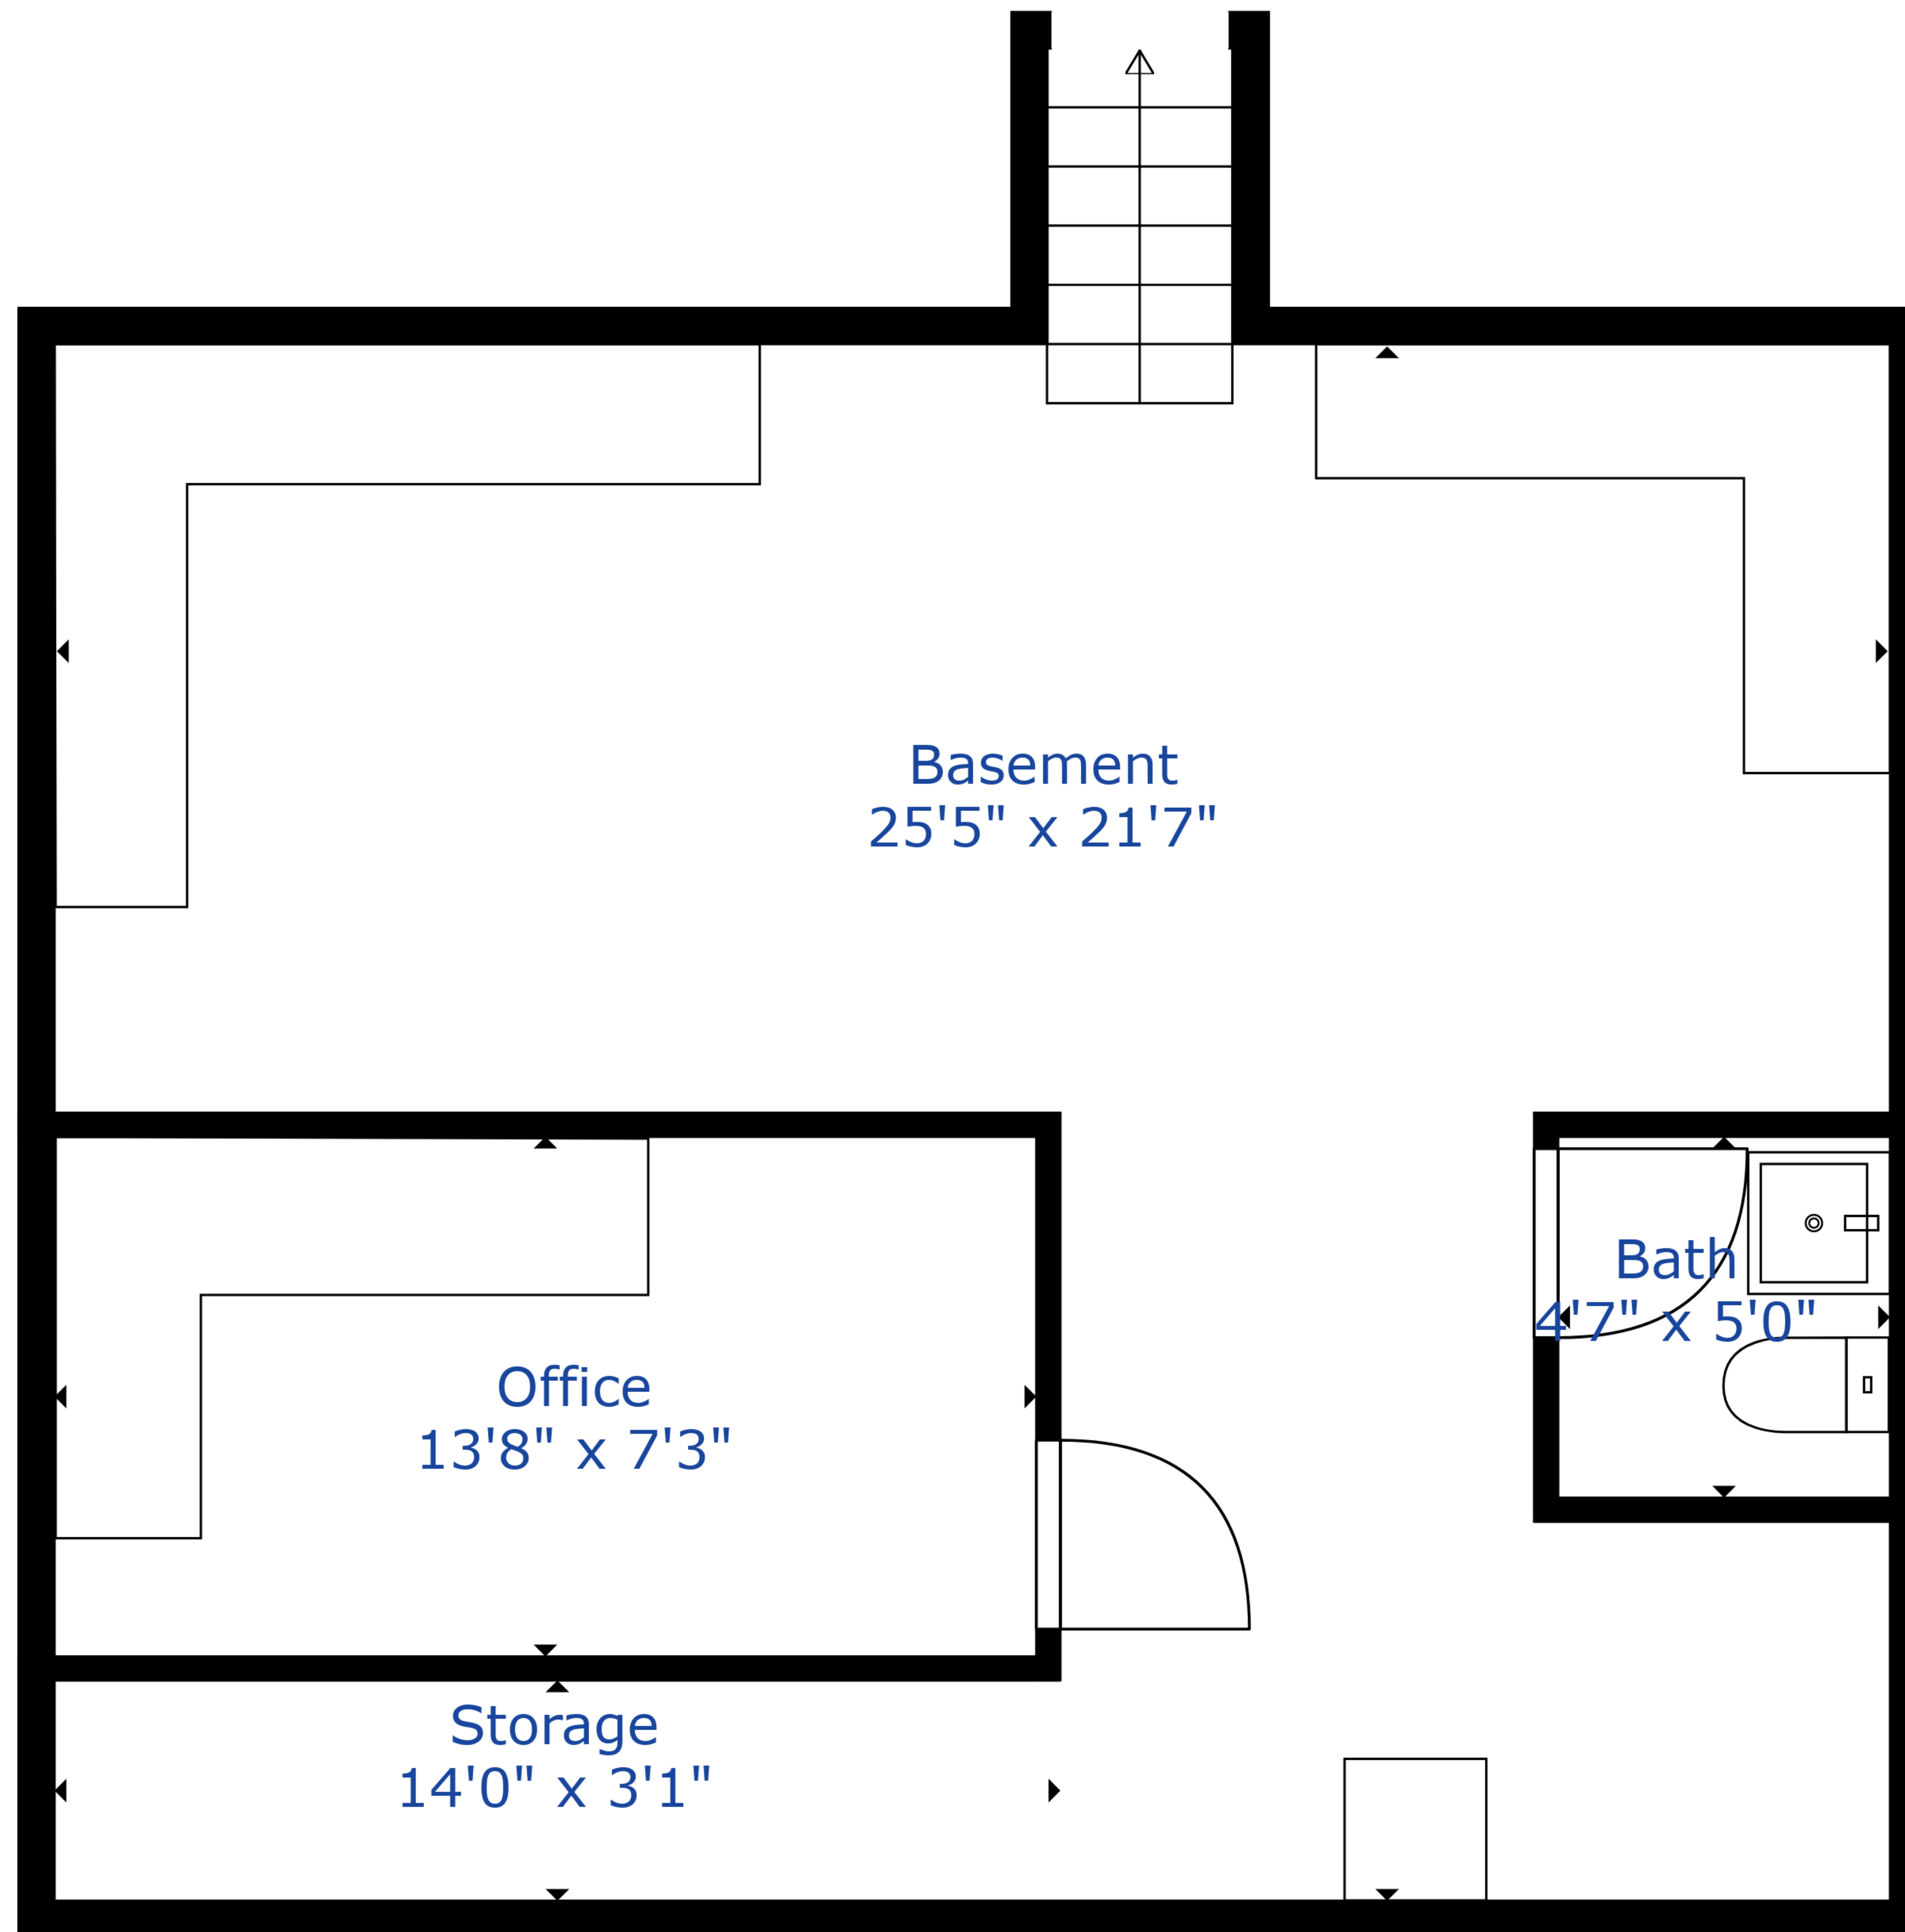 Basement
25'5" x 21'7"
Bath
4'7" x 5'0"
Office
13'8" x 7'3"
Storage
14'0" x 3'1"